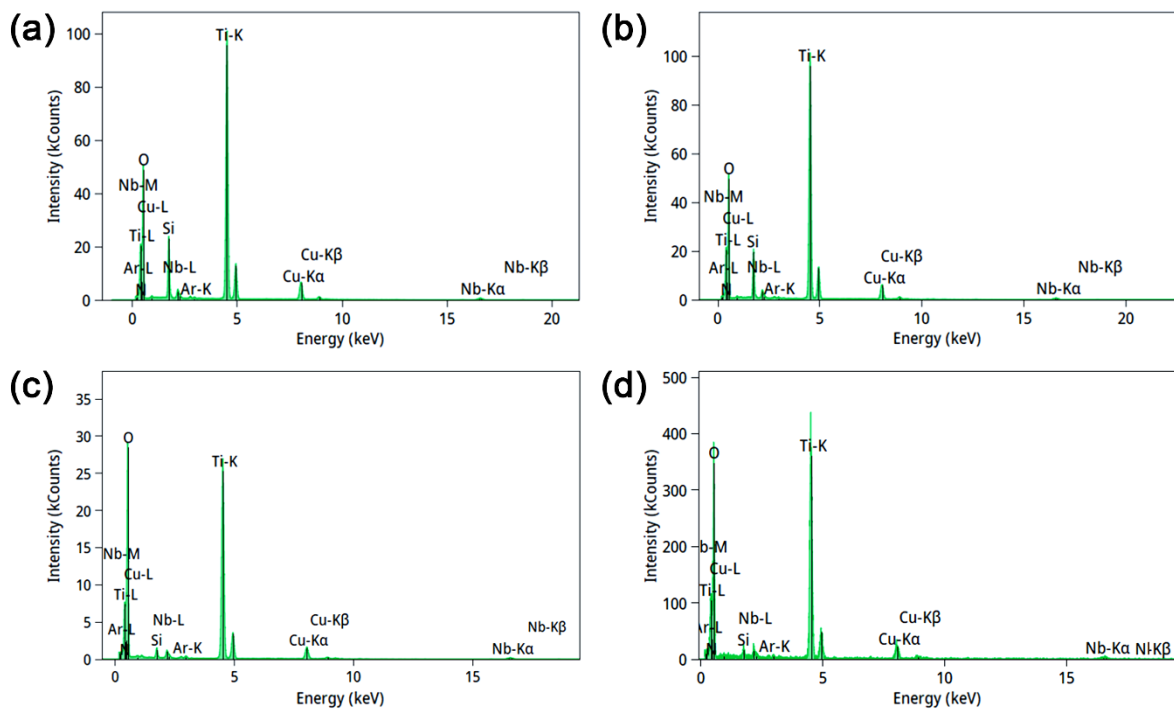 (a)
Intensity (kCounts)
100
80
60
40
20
0
Ti-K
O
Nb-M
Cu-L
Ti-L
Si
Ar-L
Nb-L
N
Ar-K
Cu-Kβ
Cu-Kα
Nb-Kβ
Nb-Kα
0 5 10 15 20
Energy (keV)
(b)
Intensity (kCounts)
100
80
60
40
20
0
Ti-K
O
Nb-M
Cu-L
Ti-L
Si
Ar-L
Nb-L
N
Ar-K
Cu-Kβ
Cu-Kα
Nb-Kβ
Nb-Kα
0 5 10 15 20
Energy (keV)
(c)
Intensity (kCounts)
35
30
25
20
15
10
5
0
O
Ti-K
Nb-M
Cu-L
Ti-L
Ar-L
Nb-L
N
Si
Ar-K
Cu-Kβ
Cu-Kα
Nb-Kβ
Nb-Kα
0 5 10 15
Energy (keV)
(d)
Intensity (kCounts)
500
400
300
200
100
0
O
Ti-K
b-M
Cu-L
Ti-L
Ar-L
Nb-L
N
Si
Ar-K
Cu-Kβ
Cu-Kα
Nb-Kα
0 5 10 15
Energy (keV)